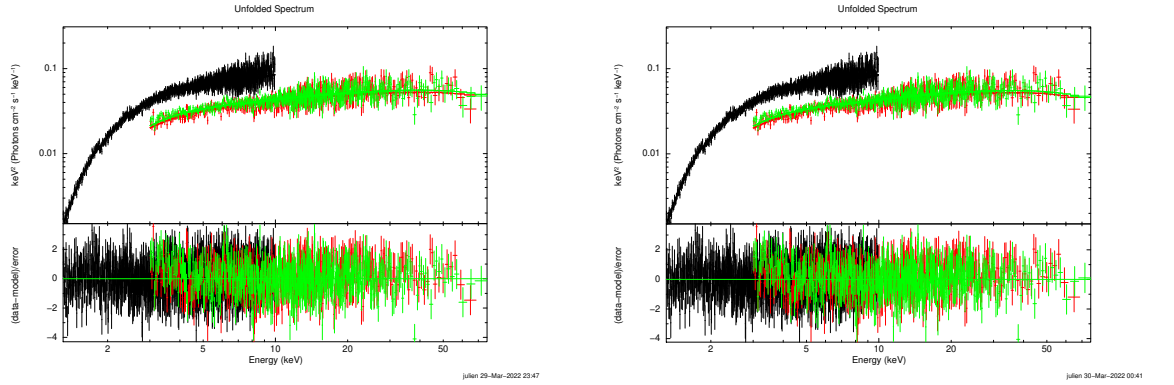 Unfolded Spectrum
0.1
0.01
keV² (Photons cm⁻² s⁻¹ keV⁻¹)
2
0
−2
−4
(data−model)/error
2
5
10
20
50
Energy (keV)
julien 29−Mar−2022 23:47
Unfolded Spectrum
0.1
0.01
keV² (Photons cm⁻² s⁻¹ keV⁻¹)
2
0
−2
−4
(data−model)/error
2
5
10
20
50
Energy (keV)
julien 30−Mar−2022 00:41